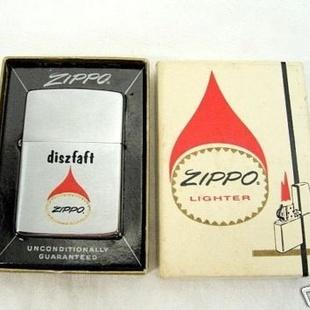 ZIPPO
diszfaft
ZIPPO
UNCONDITIONALLY
GUARANTEED
ZIPPO
LIGHTER